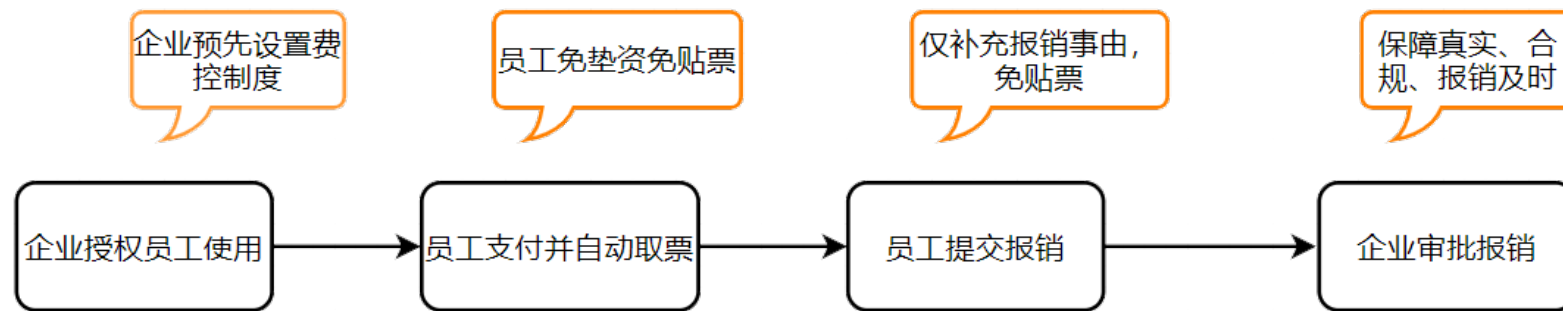 企业预先设置费
控制度
员工免垫资免贴票
仅补充报销事由，
免贴票
保障真实、合
规、报销及时
企业授权员工使用
员工支付并自动取票
员工提交报销
企业审批报销